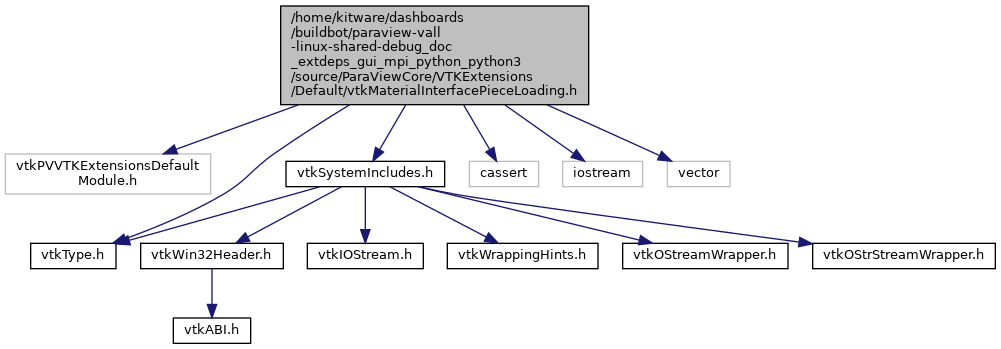 /home/kitware/dashboards
/buildbot/paraview-vall
-linux-shared-debug_doc
_extdeps_gui_mpi_python_python3
/source/ParaViewCore/VTKExtensions
/Default/vtkMaterialInterfacePieceLoading.h
vtkPVVTKExtensionsDefault
Module.h
vtkSystemIncludes.h
cassert
iostream
vector
vtkType.h
vtkWin32Header.h
vtkIOStream.h
vtkWrappingHints.h
vtkOStreamWrapper.h
vtkOStrStreamWrapper.h
vtkABI.h